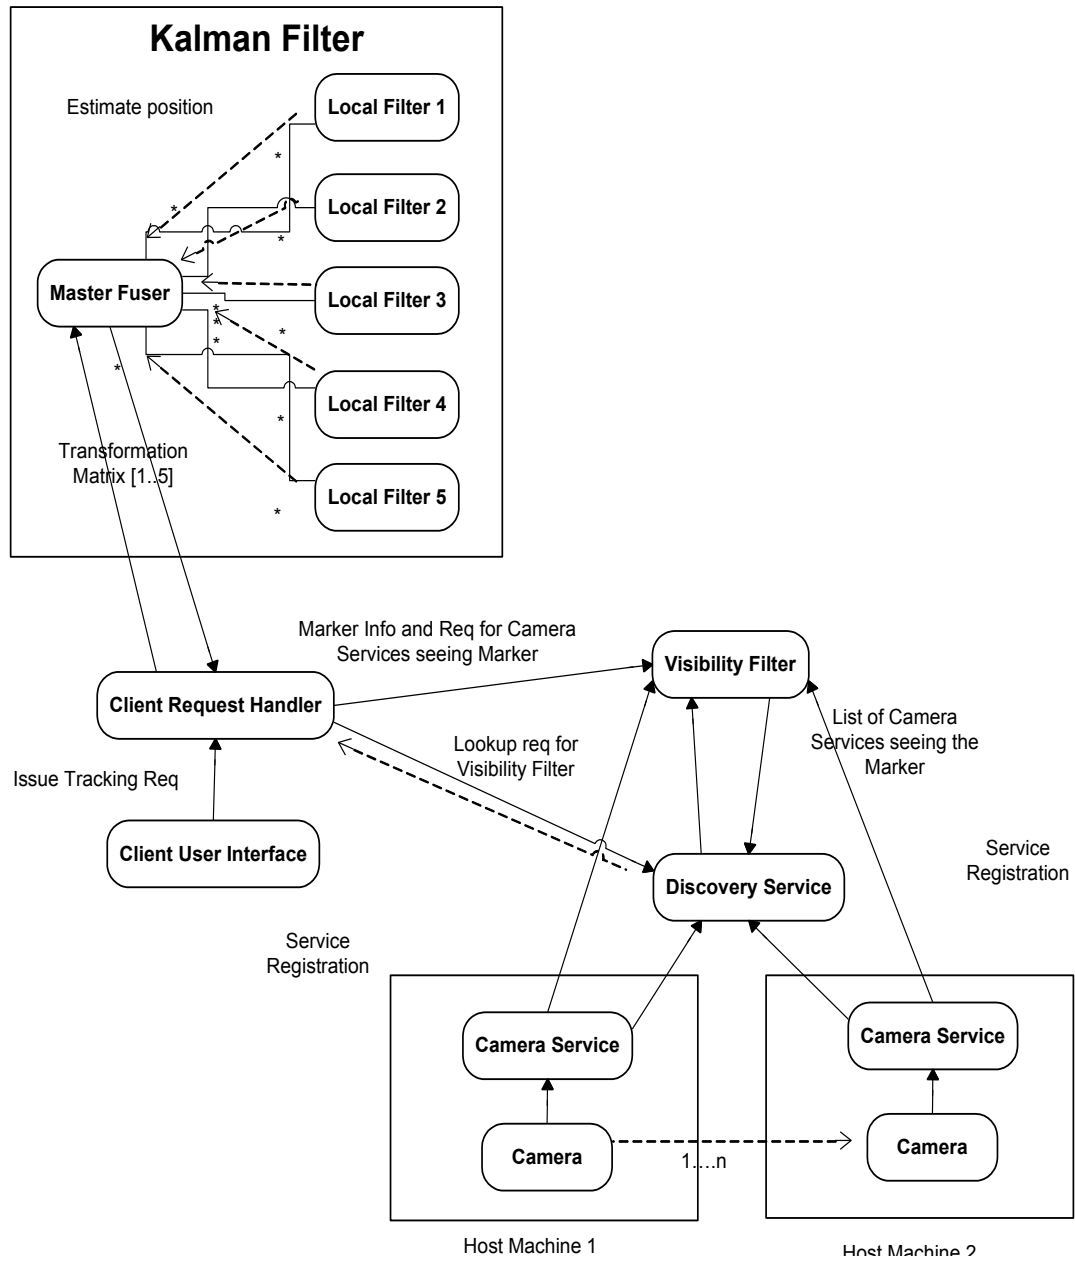 Kalman Filter
Estimate position
Local Filter 1
*
*
Local Filter 2
*
Master Fuser
Local Filter 3
*
*
*
*
*
Local Filter 4
*
Transformation
Matrix [1..5]
Local Filter 5
*
Marker Info and Req for Camera
Services seeing Marker
Visibility Filter
Client Request Handler
List of Camera
Services seeing the
Marker
Lookup req for
Visibility Filter
Issue Tracking Req
Client User Interface
Discovery Service
Service
Registration
Service
Registration
Camera Service
Camera Service
Camera
Camera
1....n
Host Machine 1
Host Machine 2